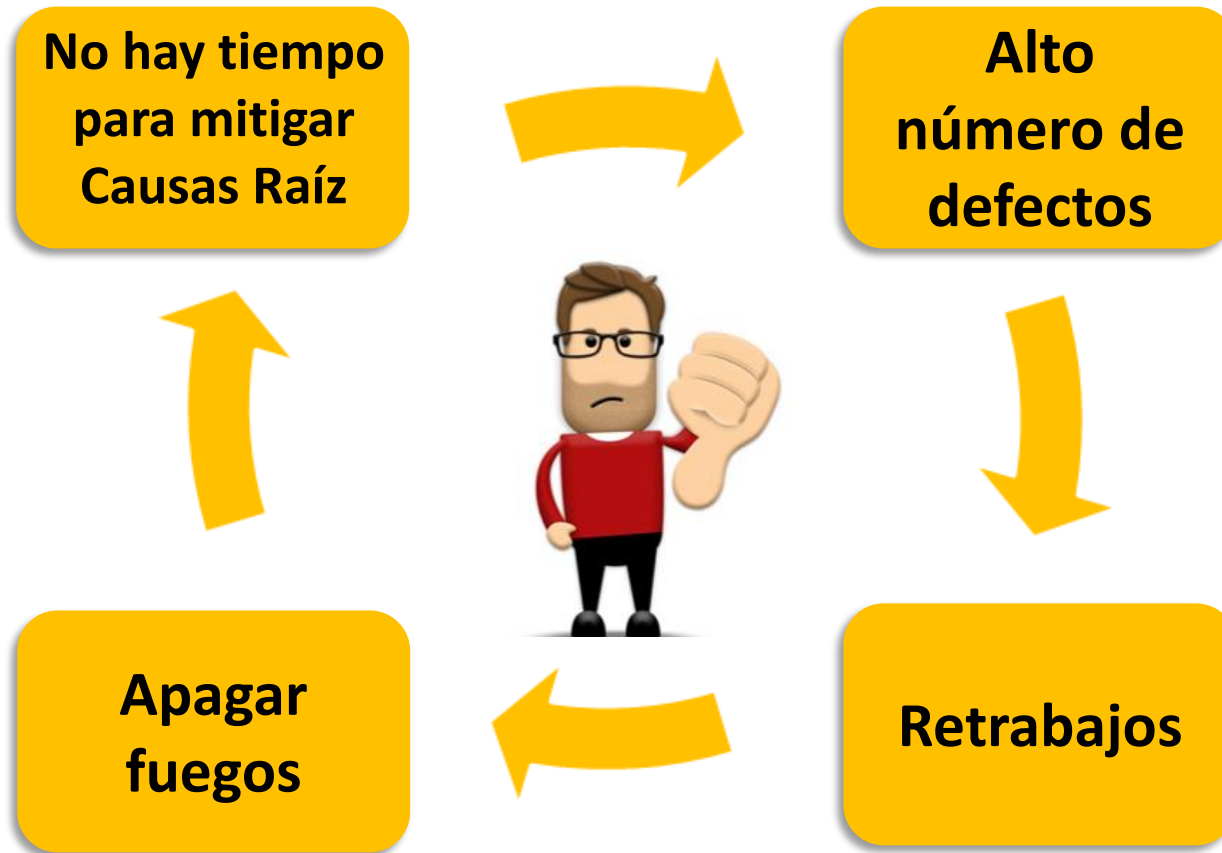 No hay tiempo
para mitigar
Causas Raíz
Alto
número de
defectos
Apagar
fuegos
Retrabajos